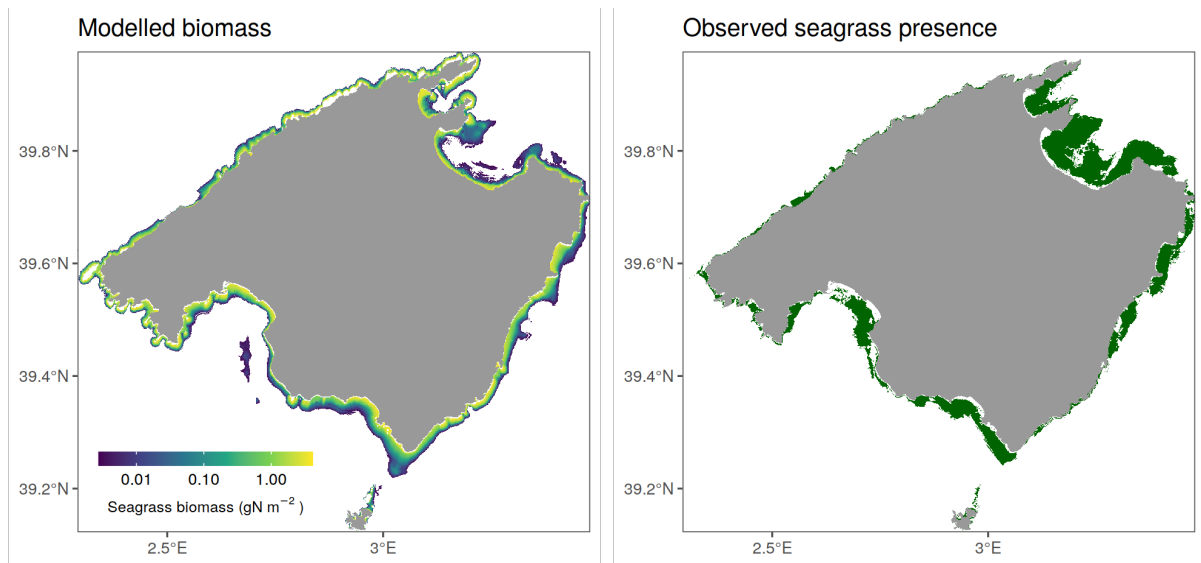 Modelled biomass
39.8°N
39.6°N
39.4°N
39.2°N
0.01 0.10 1.00
Seagrass biomass (gN m−2 )
2.5°E 3°E
Observed seagrass presence
39.8°N
39.6°N
39.4°N
39.2°N
2.5°E 3°E